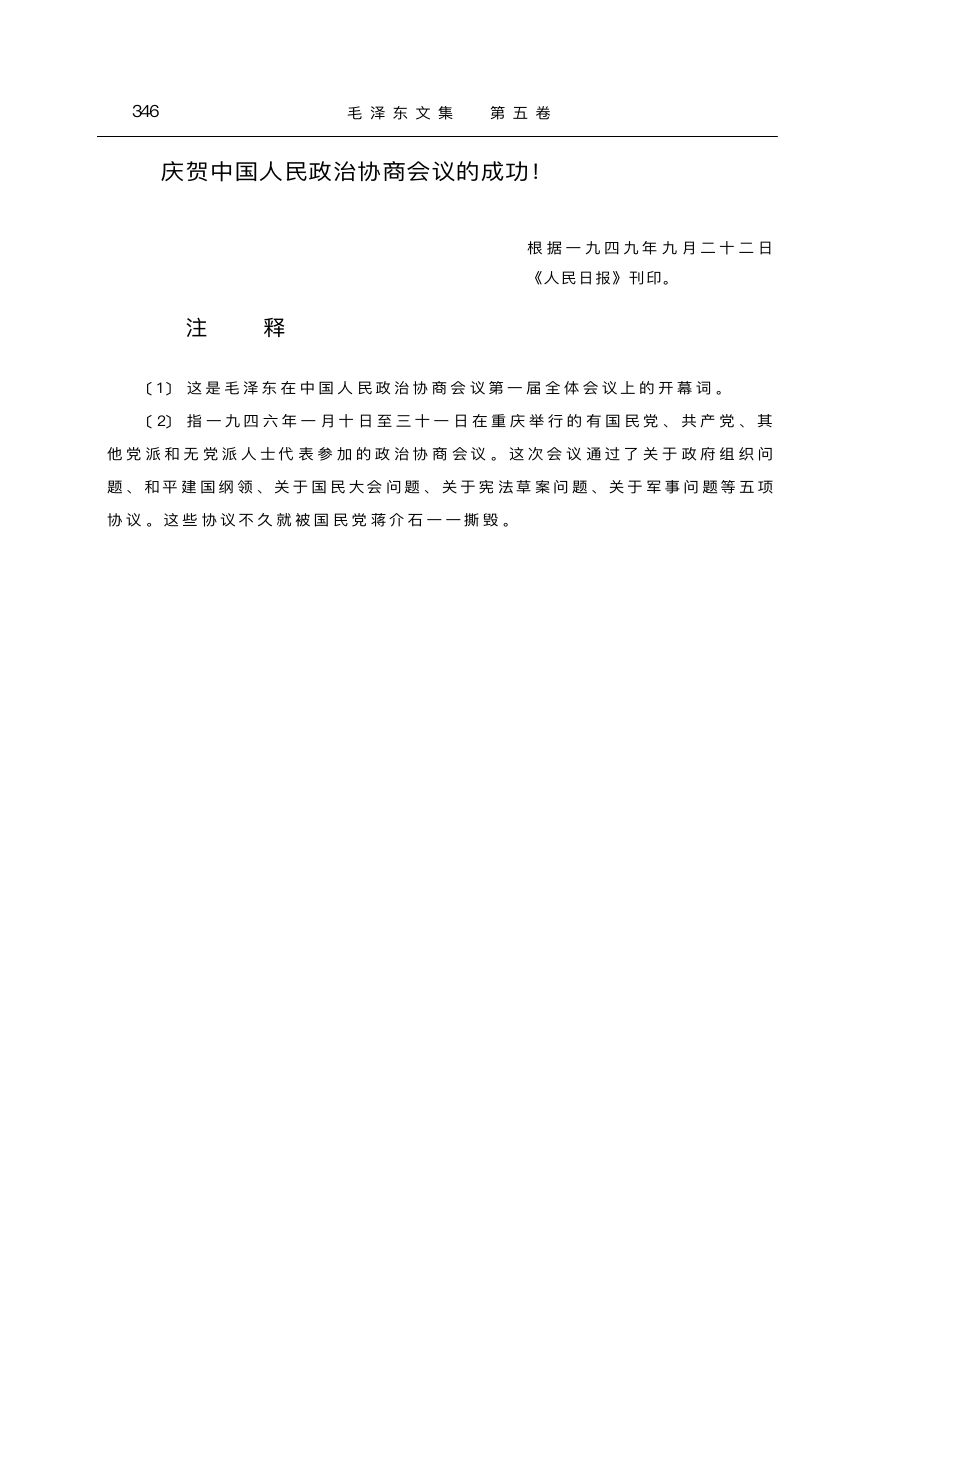 346 毛泽东文集 第五卷
庆贺中国人民政治协商会议的成功！
根据一九四九年九月二十二日
《人民日报》刊印。
注 释
〔1〕 这是毛泽东在中国人民政治协商会议第一届全体会议上的开幕词。
〔2〕 指一九四六年一月十日至三十一日在重庆举行的有国民党、共产党、其
他党派和无党派人士代表参加的政治协商会议。这次会议通过了关于政府组织问
题、和平建国纲领、关于国民大会问题、关于宪法草案问题、关于军事问题等五项
协议。这些协议不久就被国民党蒋介石一一撕毁。